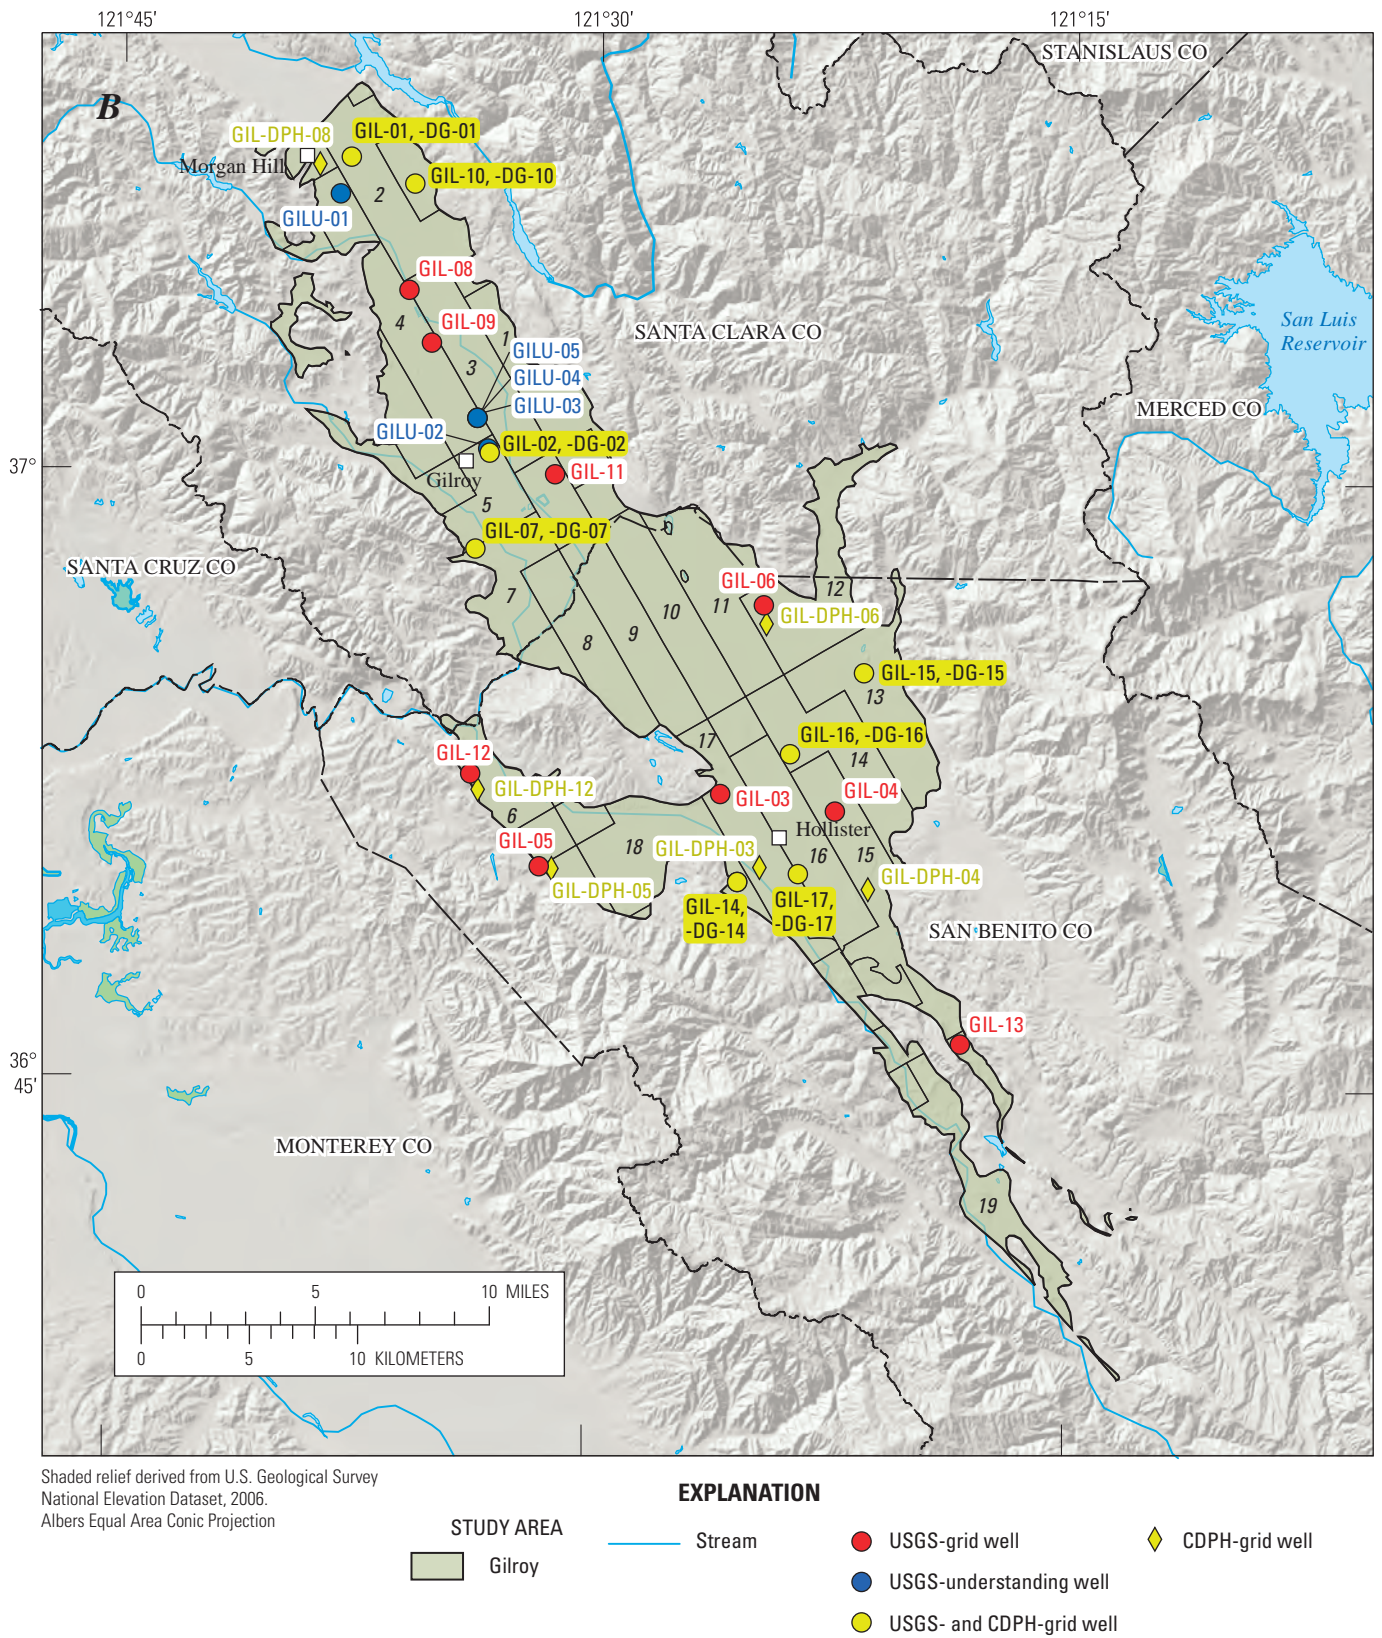 121°45'
121°30'
121°15'
STANISLAUS CO
B
GIL-DPH-08
GIL-01, -DG-01
Morgan Hill
GIL-10, -DG-10
2
GILU-01
GIL-08
4
GIL-09
1
SANTA CLARA CO
San Luis
Reservoir
GILU-05
3
GILU-04
GILU-03
MERCED CO
GILU-02
GIL-02, -DG-02
37°
Gilroy
GIL-11
5
GIL-07, -DG-07
SANTA CRUZ CO
GIL-06
7
10
11
12
GIL-DPH-06
8
9
GIL-15, -DG-15
13
GIL-16, -DG-16
17
GIL-12
14
GIL-DPH-12
GIL-03
GIL-04
6
Hollister
GIL-05
18
GIL-DPH-03
16
15
GIL-DPH-04
GIL-DPH-05
GIL-14,
-DG-14
GIL-17,
-DG-17
SAN BENITO CO
GIL-13
36°
45'
MONTEREY CO
19
0 5 10 MILES
0 5 10 KILOMETERS
Shaded relief derived from U.S. Geological Survey
National Elevation Dataset, 2006.
Albers Equal Area Conic Projection
EXPLANATION
STUDY AREA
Gilroy
Stream
USGS-grid well
CDPH-grid well
USGS-understanding well
USGS- and CDPH-grid well